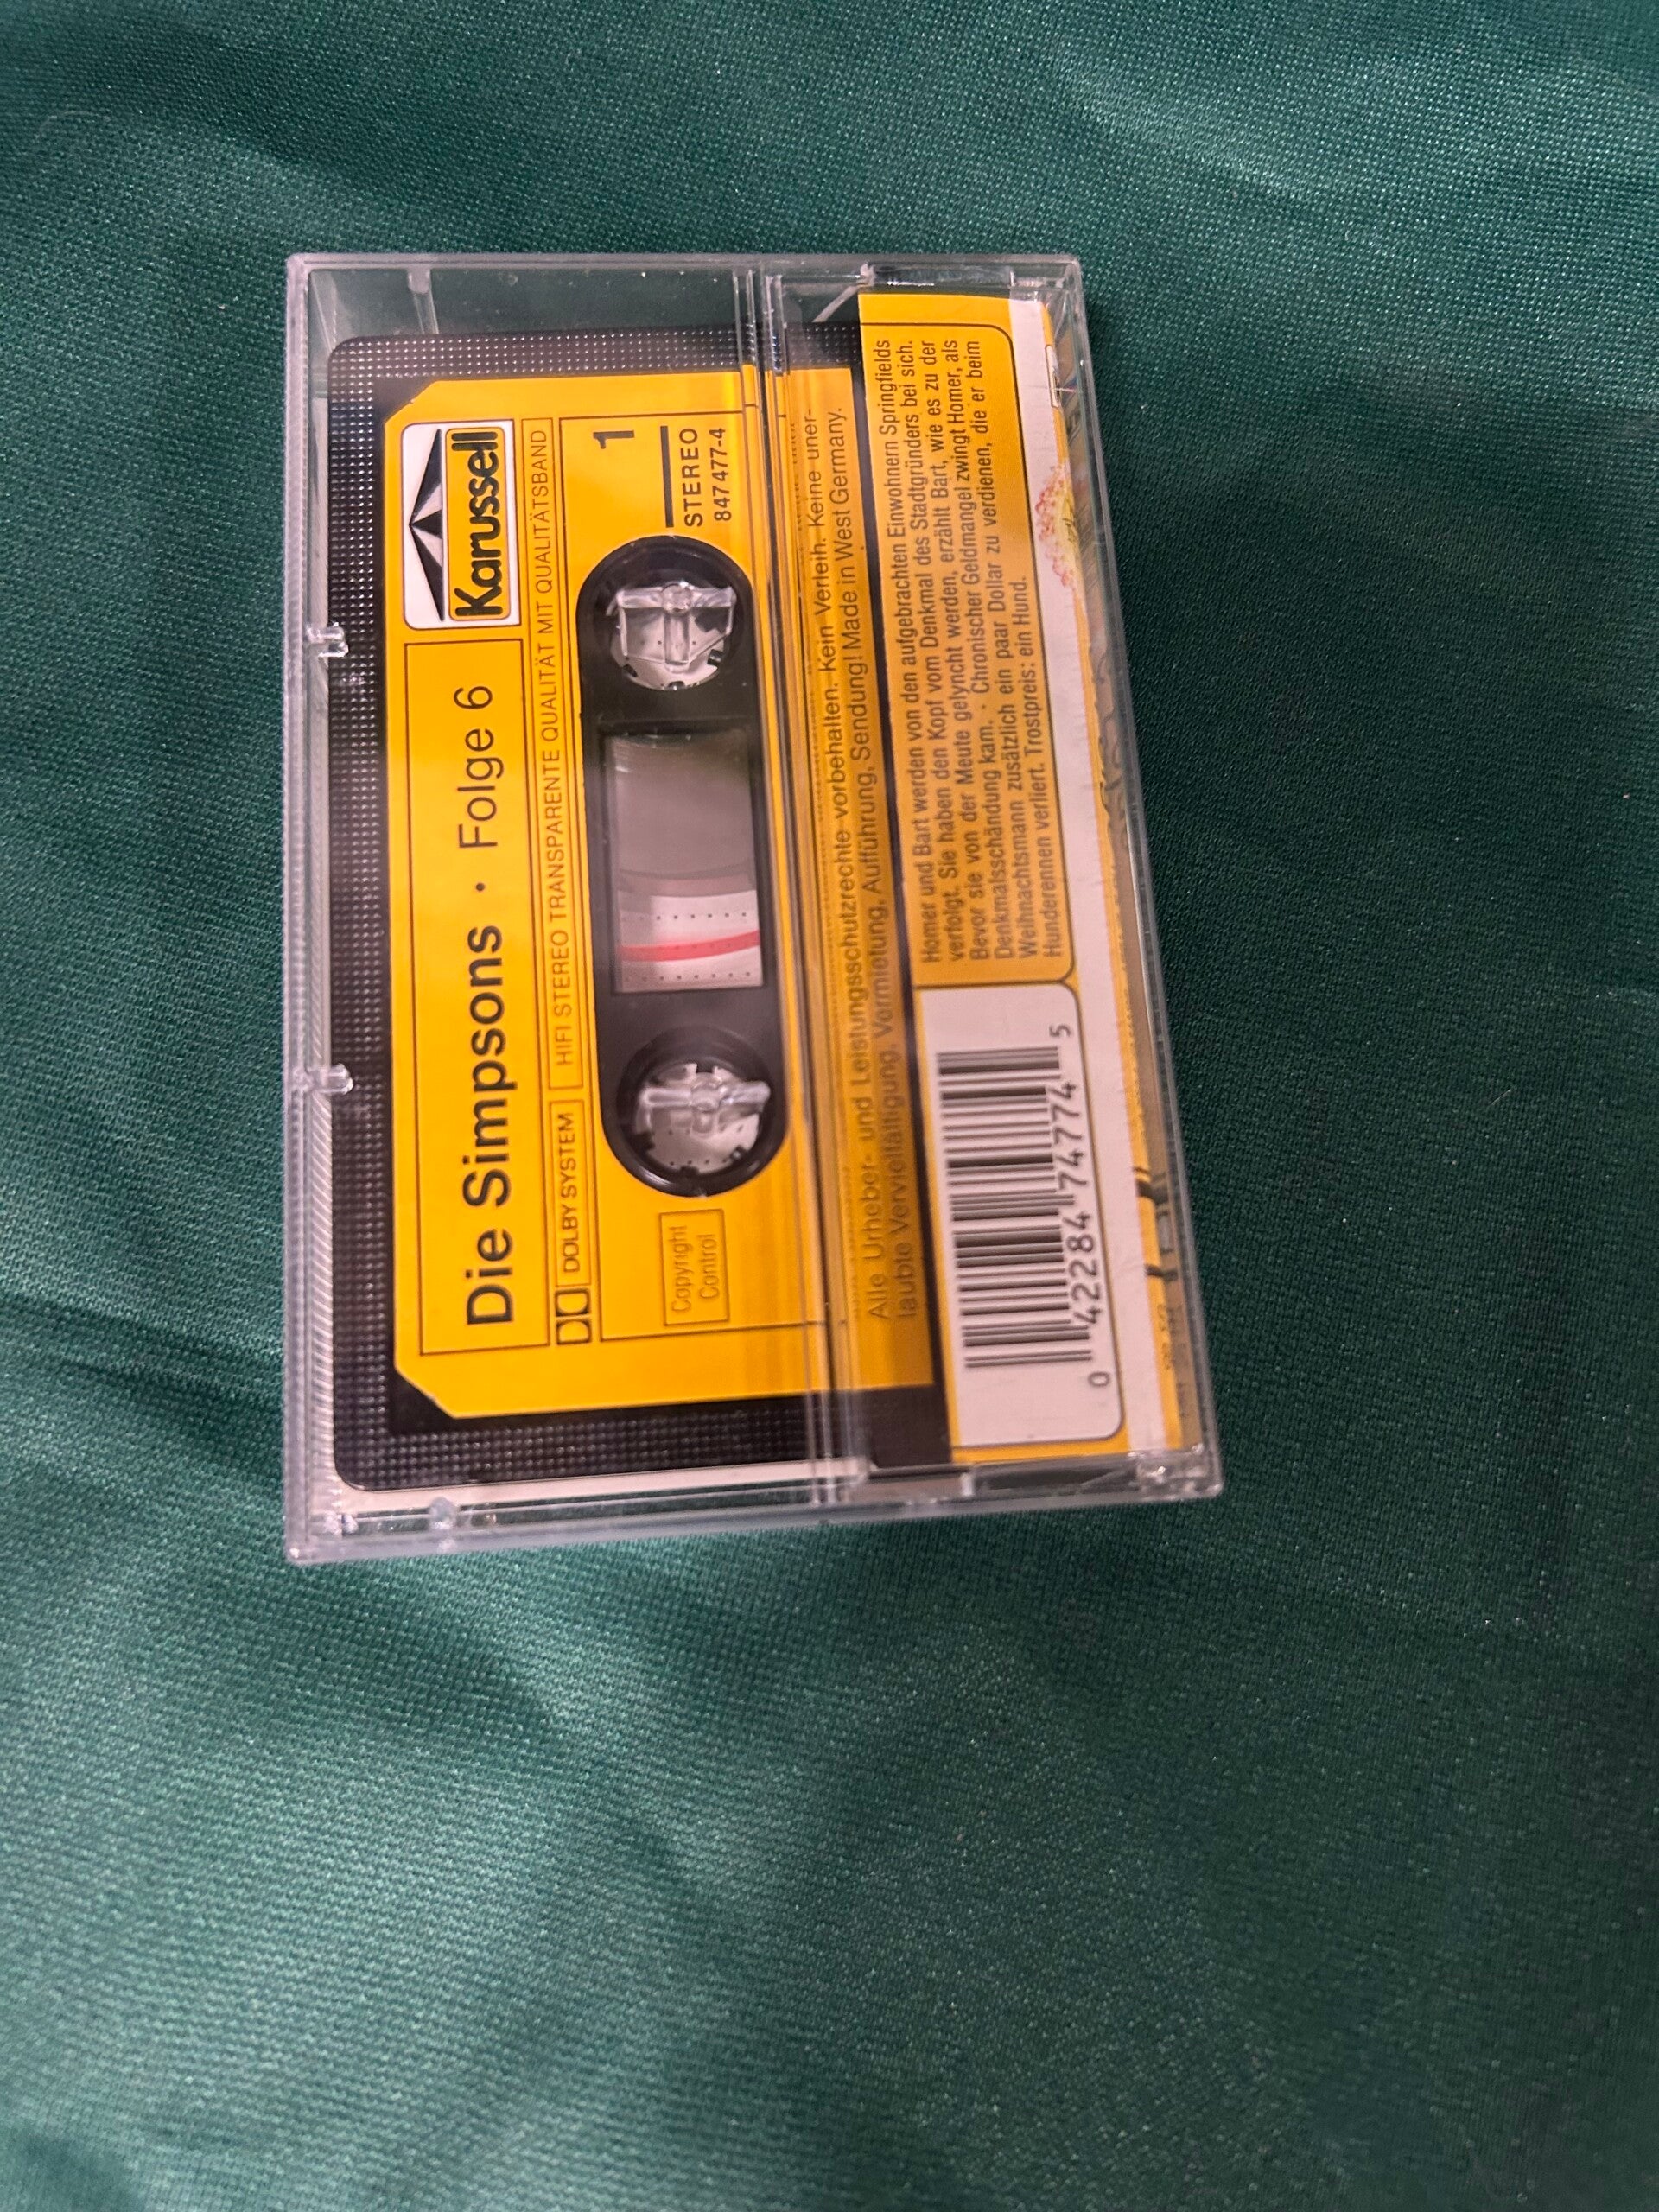 Die Simpsons · Folge 6
Karussell
DOLBY SYSTEM
HIFI STEREO TRANSPARENTE QUALITÄT MIT QUALITÄTSBAND
1
STEREO
847477-4
Copyright
Control
Alle Urheber- und Leistungsschutzrechte vorbehalten. Kein Verleih. Keine uner-
laubte Vervielfältigung, Vermietung, Aufführung, Sendung! Made in West Germany.
Homer und Bart werden von den aufgebrachten Einwohnern Springfields
verfolgt. Sie haben den Kopf vom Denkmal des Stadtgründers bei sich.
Bevor sie von der Meute gelyncht werden, erzählt Bart, wie es zu der
Denkmalsschändung kam. · Chronischer Geldmangel zwingt Homer, als
Weihnachtsmann zusätzlich ein paar Dollar zu verdienen, die er beim
Hunderennen verliert. Trostpreis: ein Hund.
0 42284 74774 5